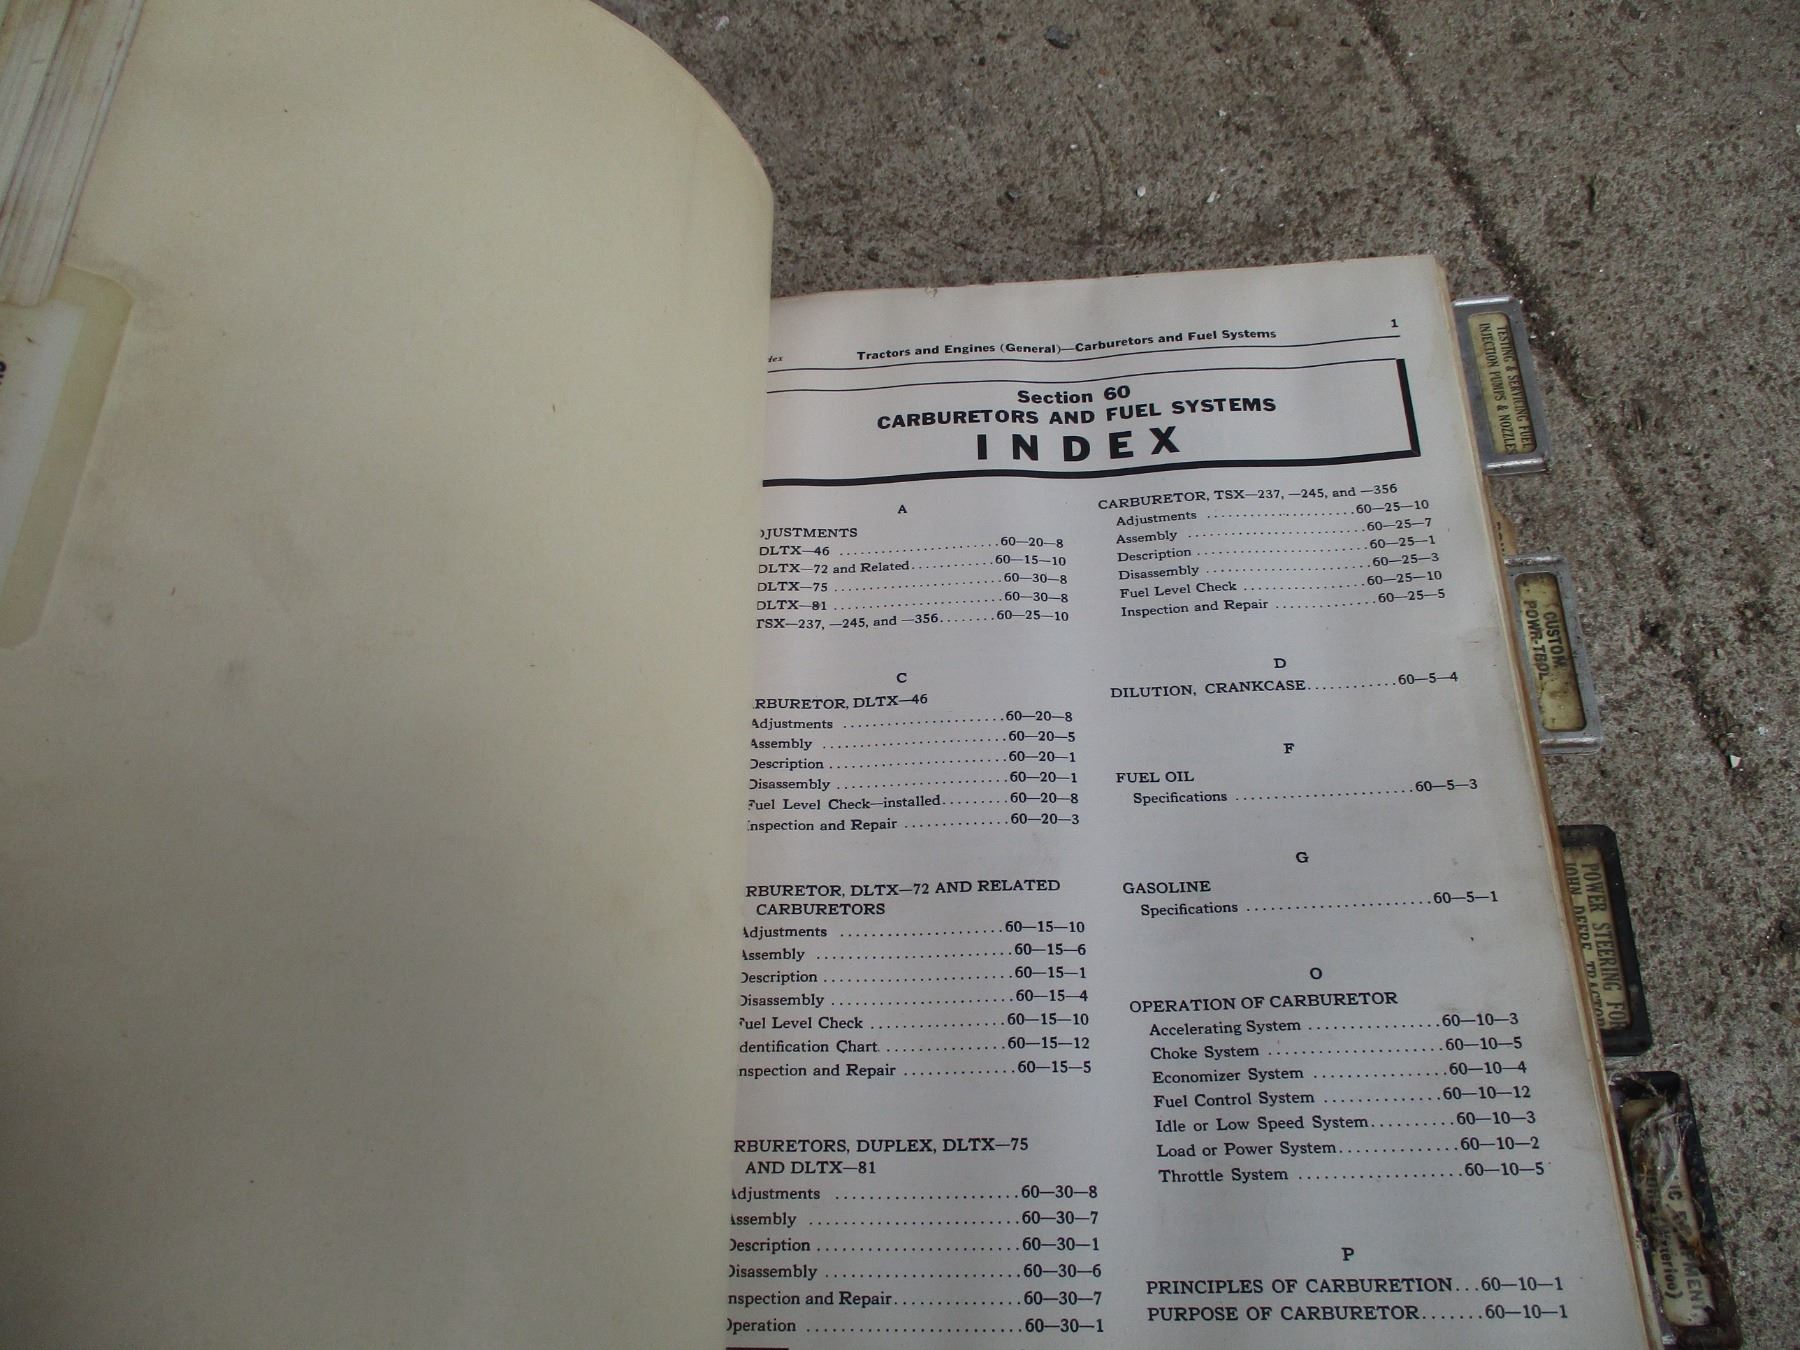 Tractors and Engines (General)—Carburetors and Fuel Systems 1
Section 60
CARBURETORS AND FUEL SYSTEMS
INDEX
A
DJUSTMENTS
DLTX—46 ........................60—20—8
DLTX—72 and Related............60—15—10
DLTX—75 ........................60—30—8
DLTX—81 ........................60—30—8
TSX—237, —245, and —356........60—25—10
C
RBURETOR, DLTX—46
Adjustments ......................60—20—8
Assembly ........................60—20—5
Description ........................60—20—1
Disassembly ......................60—20—1
Fuel Level Check—installed.........60—20—8
Inspection and Repair ..............60—20—3
RBURETOR, DLTX—72 AND RELATED
CARBURETORS
Adjustments ....................60—15—10
Assembly ........................60—15—6
Description ......................60—15—1
Disassembly ......................60—15—4
Fuel Level Check .................60—15—10
dentification Chart................60—15—12
nspection and Repair ..............60—15—5
RBURETORS, DUPLEX, DLTX—75
AND DLTX—81
Adjustments ......................60—30—8
Assembly ........................60—30—7
Description ........................60—30—1
Disassembly ......................60—30—6
nspection and Repair................60—30—7
Operation ........................60—30—1
CARBURETOR, TSX—237, —245, and —356
Adjustments ....................60—25—10
Assembly ........................60—25—7
Description ......................60—25—1
Disassembly ......................60—25—3
Fuel Level Check ................60—25—10
Inspection and Repair ..............60—25—5
D
DILUTION, CRANKCASE............60—5—4
F
FUEL OIL
Specifications ......................60—5—3
G
GASOLINE
Specifications ......................60—5—1
O
OPERATION OF CARBURETOR
Accelerating System ................60—10—3
Choke System ....................60—10—5
Economizer System ................60—10—4
Fuel Control System ..............60—10—12
Idle or Low Speed System..........60—10—3
Load or Power System..............60—10—2
Throttle System ..................60—10—5
P
PRINCIPLES OF CARBURETION...60—10—1
PURPOSE OF CARBURETOR.......60—10—1
TESTING & SERVICING FUEL
INJECTION PUMPS & NOZZLES
CUSTOM
POWR-TROL
POWER STEERING FOR
JOHN DEERE TRACTOR